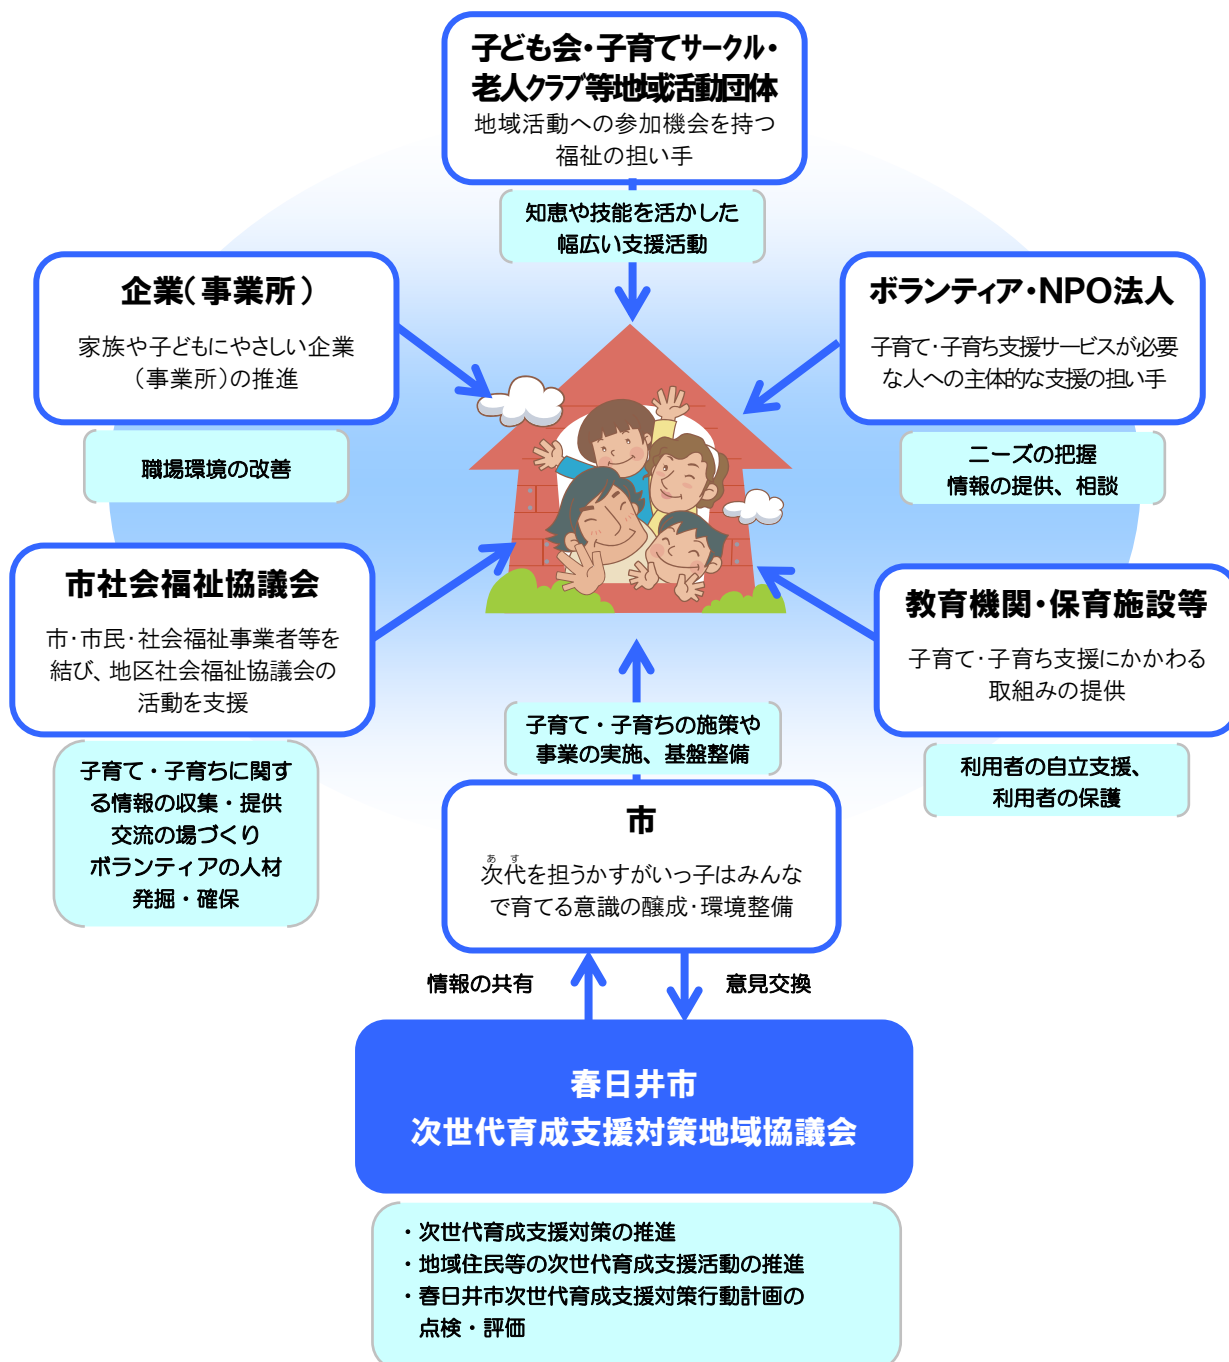 子ども会・子育てサークル・
老人クラブ等地域活動団体
地域活動への参加機会を持つ
福祉の担い手
知恵や技能を活かした
幅広い支援活動
企業（事業所）
家族や子どもにやさしい企業
（事業所）の推進
職場環境の改善
ボランティア・NPO法人
子育て・子育ち支援サービスが必要
な人への主体的な支援の担い手
ニーズの把握
情報の提供、相談
市社会福祉協議会
市・市民・社会福祉事業者等を
結び、地区社会福祉協議会の
活動を支援
子育て・子育ちに関す
る情報の収集・提供
交流の場づくり
ボランティアの人材
発掘・確保
教育機関・保育施設等
子育て・子育ち支援にかかわる
取組みの提供
利用者の自立支援、
利用者の保護
子育て・子育ちの施策や
事業の実施、基盤整備
市
あす
次代を担うかすがいっ子はみんな
で育てる意識の醸成・環境整備
情報の共有
意見交換
春日井市
次世代育成支援対策地域協議会
・次世代育成支援対策の推進
・地域住民等の次世代育成支援活動の推進
・春日井市次世代育成支援対策行動計画の
点検・評価